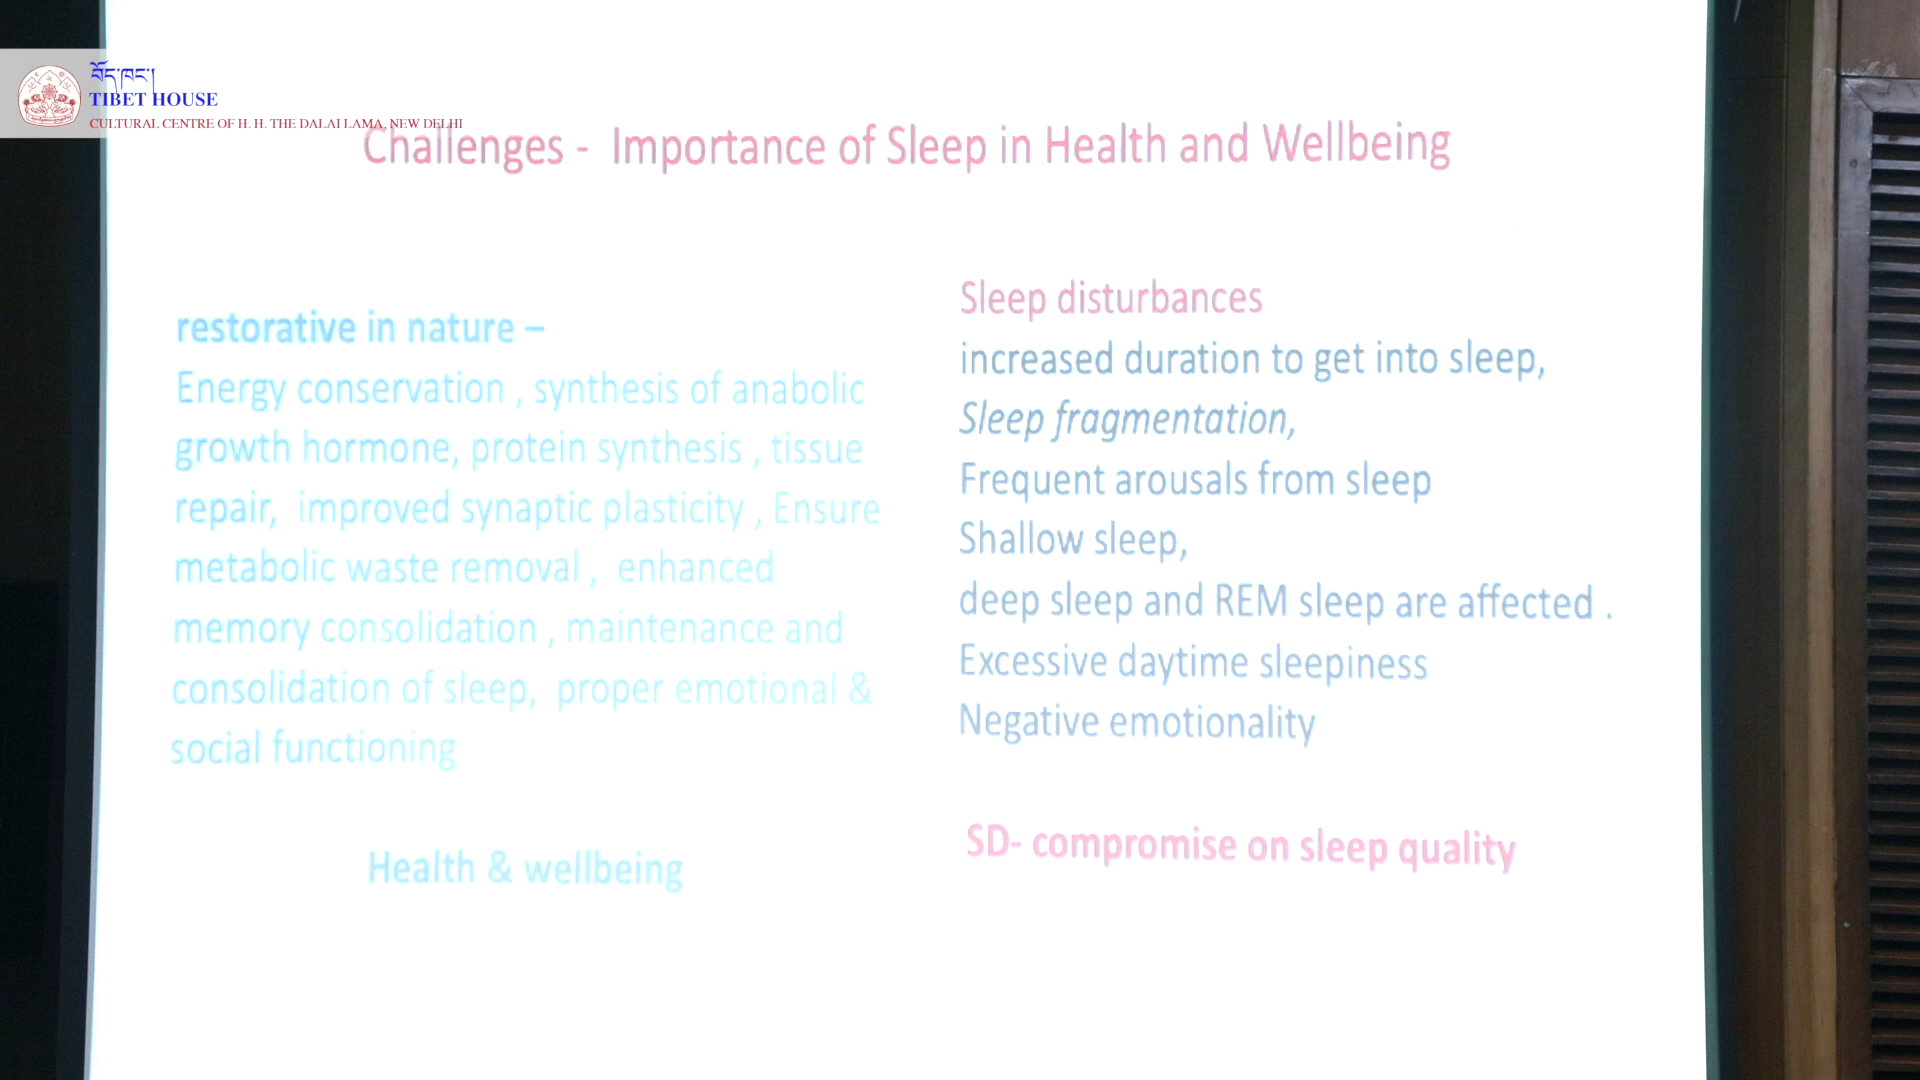 བོད་ཁང་།
TIBET HOUSE
CULTURAL CENTRE OF H. H. THE DALAI LAMA, NEW DELHI
Challenges - Importance of Sleep in Health and Wellbeing
restorative in nature –
Energy conservation , synthesis of anabolic
growth hormone, protein synthesis , tissue
repair, improved synaptic plasticity , Ensure
metabolic waste removal , enhanced
memory consolidation , maintenance and
consolidation of sleep, proper emotional &
social functioning
Health & wellbeing
Sleep disturbances
increased duration to get into sleep,
Sleep fragmentation,
Frequent arousals from sleep
Shallow sleep,
deep sleep and REM sleep are affected .
Excessive daytime sleepiness
Negative emotionality
SD- compromise on sleep quality